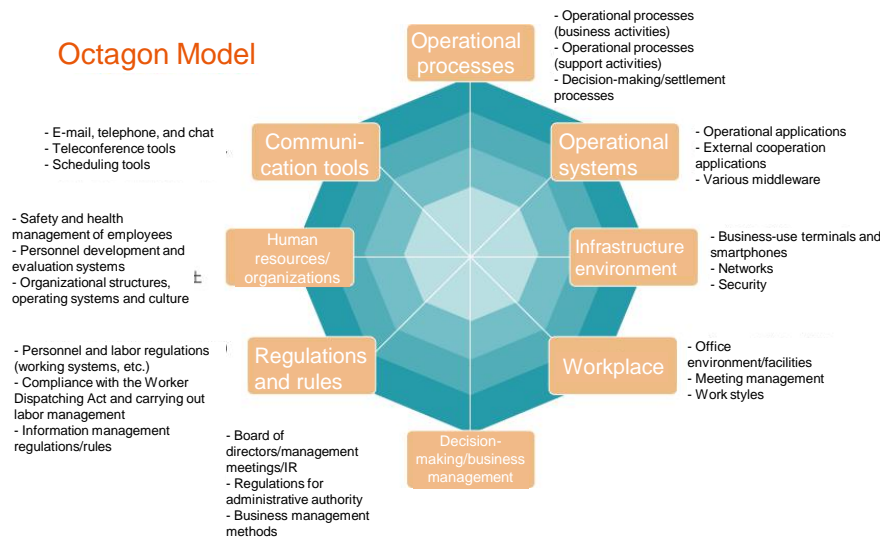 Octagon Model
Operational
processes
- Operational processes
(business activities)
- Operational processes
(support activities)
- Decision-making/settlement
processes
- E-mail, telephone, and chat
- Teleconference tools
- Scheduling tools
Communi-
cation tools
Operational
systems
- Operational applications
- External cooperation
applications
- Various middleware
- Safety and health
management of employees
- Personnel development and
evaluation systems
- Organizational structures,
operating systems and culture
Human
resources/
organizations
Infrastructure
environment
- Business-use terminals and
smartphones
- Networks
- Security
- Personnel and labor regulations
(working systems, etc.)
- Compliance with the Worker
Dispatching Act and carrying out
labor management
- Information management
regulations/rules
Regulations
and rules
Workplace
- Office
environment/facilities
- Meeting management
- Work styles
- Board of
directors/management
meetings/IR
- Regulations for
administrative authority
- Business management
methods
Decision-
making/business
management